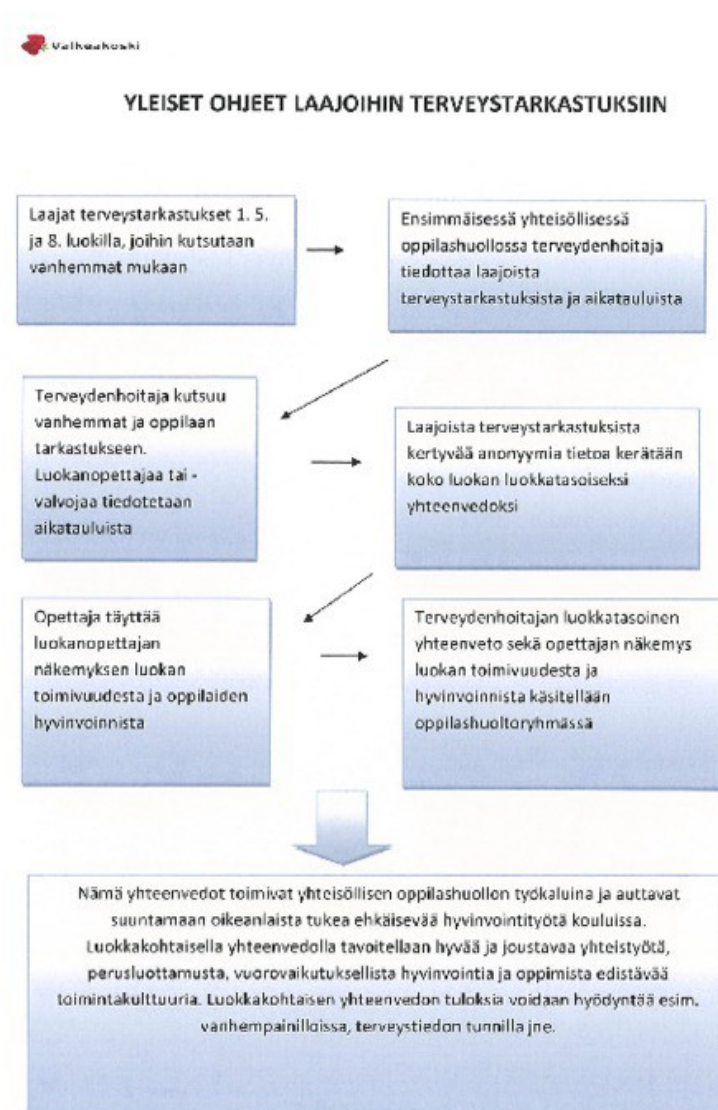 Valkeakoski
YLEISET OHJEET LAAJOIHIN TERVEYSTARKASTUKSIIN
Laajat terveystarkastukset 1. 5.
ja 8. luokilla, joihin kutsutaan
vanhemmat mukaan
Ensimmäisessä yhteisöllisessä
oppilashuollossa terveydenhoitaja
tiedottaa laajoista
terveystarkastuksista ja aikatauluista
Terveydenhoitaja kutsuu
vanhemmat ja oppilaan
tarkastukseen.
Luokanopettajaa tai -
valvojaa tiedotetaan
aikatauluista
Laajoista terveystarkastuksista
kertyvää anonyymia tietoa kerätään
koko luokan luokkatasoiseksi
yhteenvedoksi
Opettaja täyttää
luokanopettajan
näkemyksen luokan
toimivuudesta ja oppilaiden
hyvinvoinnista
Terveydenhoitajan luokkatasoinen
yhteenveto sekä opettajan näkemys
luokan toimivuudesta ja
hyvinvoinnista käsitellään
oppilashuoltoryhmässä
Nämä yhteenvedot toimivat yhteisöllisen oppilashuollon työkaluina ja auttavat
suuntamaan oikeanlaista tukea ehkäisevää hyvinvointityötä kouluissa.
Luokkakohtaisella yhteenvedolla tavoitellaan hyvää ja joustavaa yhteistyötä,
perusluottamusta, vuorovaikutuksellista hyvinvointia ja oppimista edistävää
toimintakulttuuria. Luokkakohtaisen yhteenvedon tuloksia voidaan hyödyntää esim.
vanhempainilloissa, terveystiedon tunnilla jne.